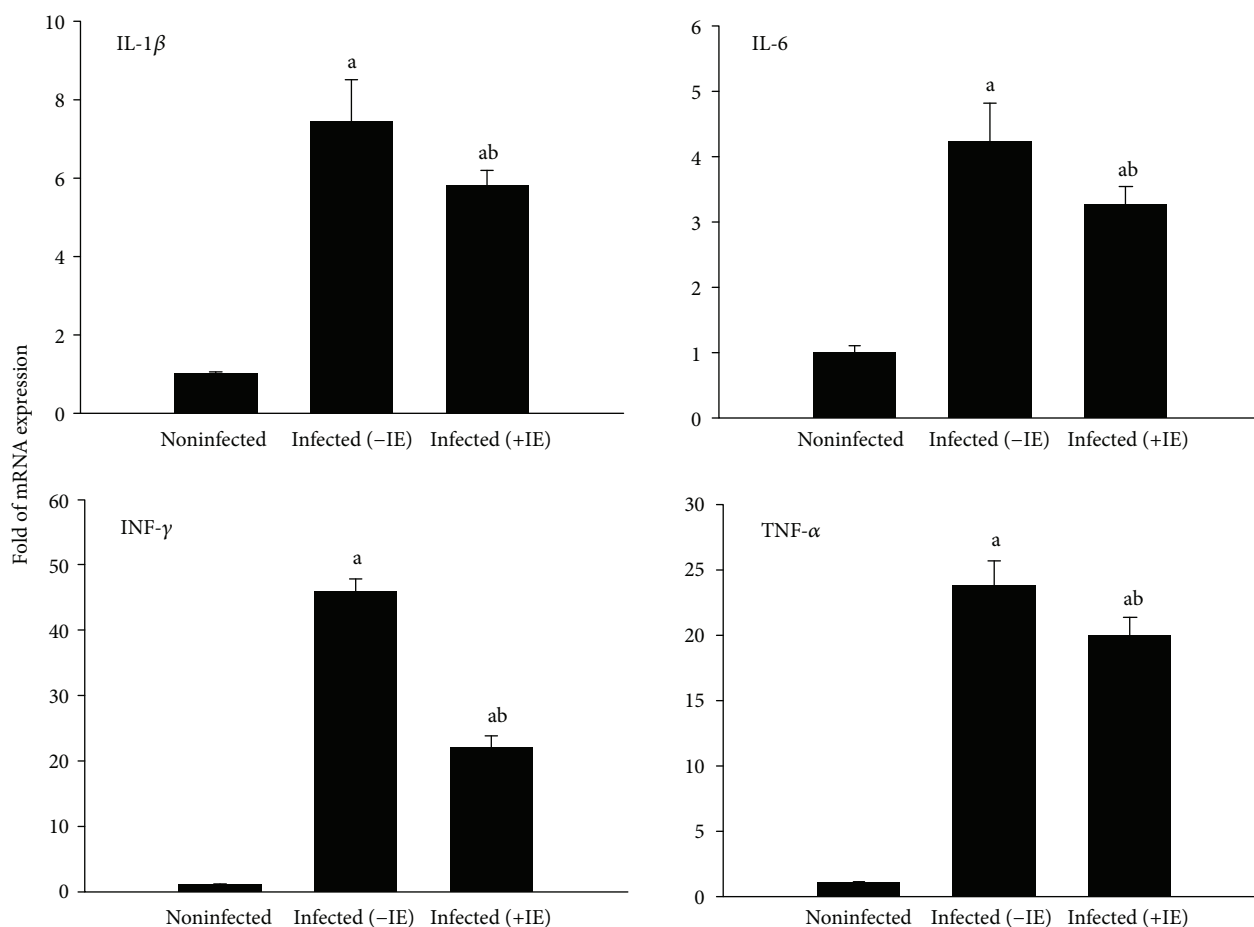 Fold of mRNA expression
IL-1β
10
8
6
4
2
0
a
ab
Noninfected Infected (−IE) Infected (+IE)
IL-6
6
5
4
3
2
1
0
a
ab
Noninfected Infected (−IE) Infected (+IE)
INF-γ
60
50
40
30
20
10
0
a
ab
Noninfected Infected (−IE) Infected (+IE)
TNF-α
30
25
20
15
10
5
0
a
ab
Noninfected Infected (−IE) Infected (+IE)